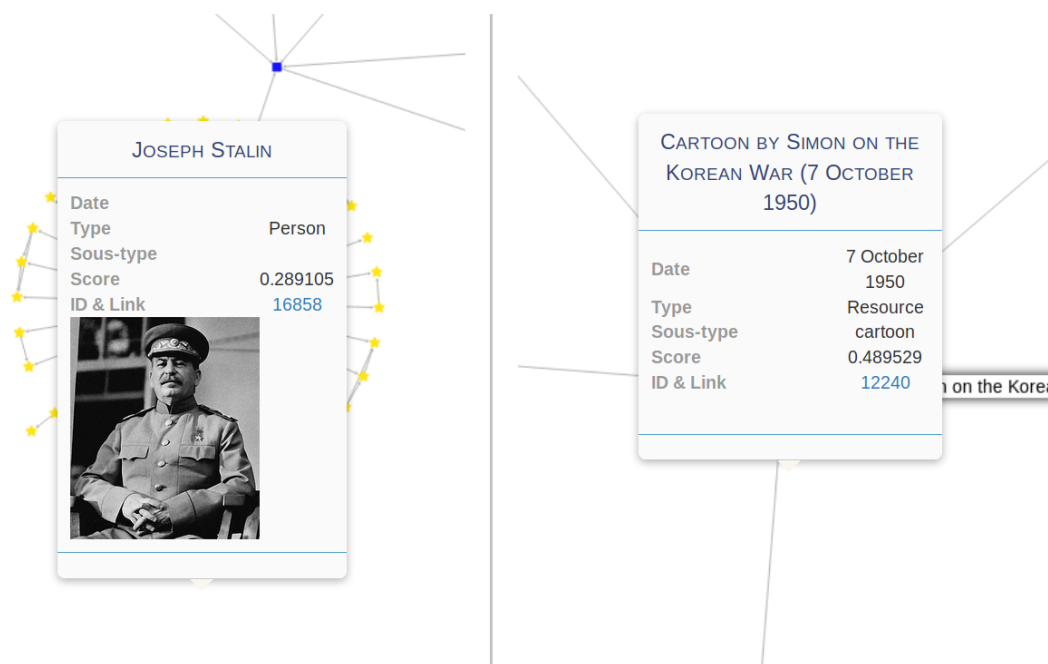 JOSEPH STALIN
Date
Type Person
Sous-type
Score 0.289105
ID & Link 16858
CARTOON BY SIMON ON THE
KOREAN WAR (7 OCTOBER
1950)
Date 7 October
1950
Type Resource
Sous-type cartoon
Score 0.489529
ID & Link 12240
on the